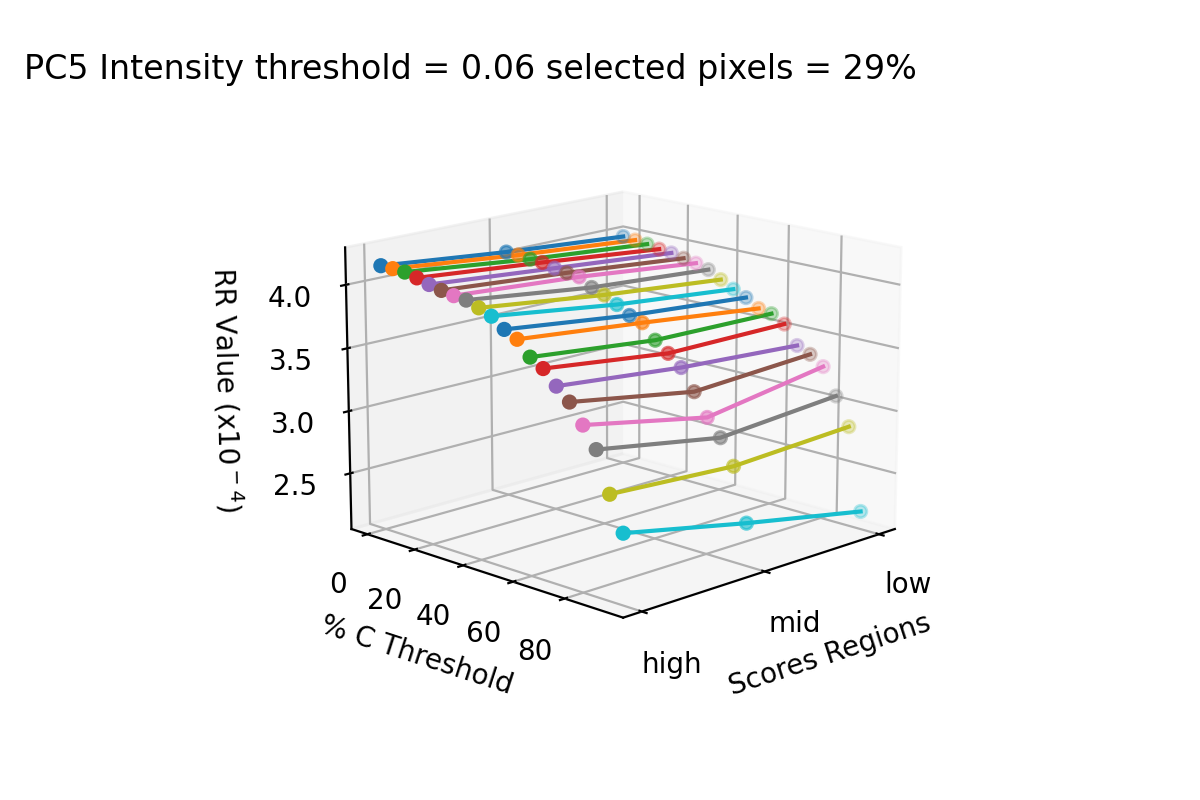 PC5 Intensity threshold = 0.06 selected pixels = 29%
RR Value (x10⁻⁴)
4.0
3.5
3.0
2.5
0
20
40
60
80
% C Threshold
high
mid
low
Scores Regions